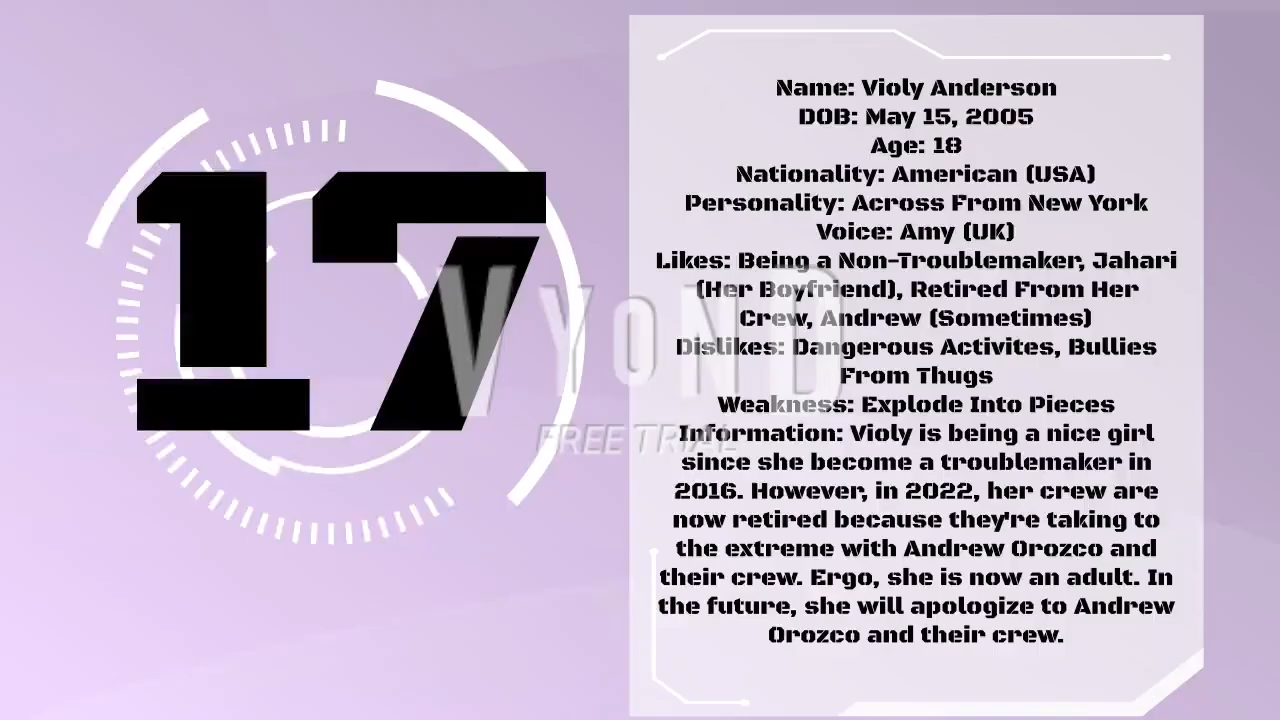 17
Name: Violy Anderson
DOB: May 15, 2005
Age: 18
Nationality: American (USA)
Personality: Across From New York
Voice: Amy (UK)
Likes: Being a Non-Troublemaker, Jahari
(Her Boyfriend), Retired From Her
Crew, Andrew (Sometimes)
Dislikes: Dangerous Activites, Bullies
From Thugs
Weakness: Explode Into Pieces
Information: Violy is being a nice girl
since she become a troublemaker in
2016. However, in 2022, her crew are
now retired because they're taking to
the extreme with Andrew Orozco and
their crew. Ergo, she is now an adult. In
the future, she will apologize to Andrew
Orozco and their crew.
VYOND
FREE TRIAL